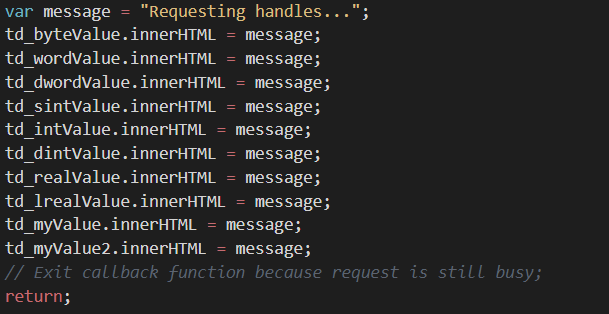 var message = "Requesting handles...";
td_byteValue.innerHTML = message;
td_wordValue.innerHTML = message;
td_dwordValue.innerHTML = message;
td_sintValue.innerHTML = message;
td_intValue.innerHTML = message;
td_dintValue.innerHTML = message;
td_realValue.innerHTML = message;
td_lrealValue.innerHTML = message;
td_myValue.innerHTML = message;
td_myValue2.innerHTML = message;
// Exit callback function because request is still busy;
return;